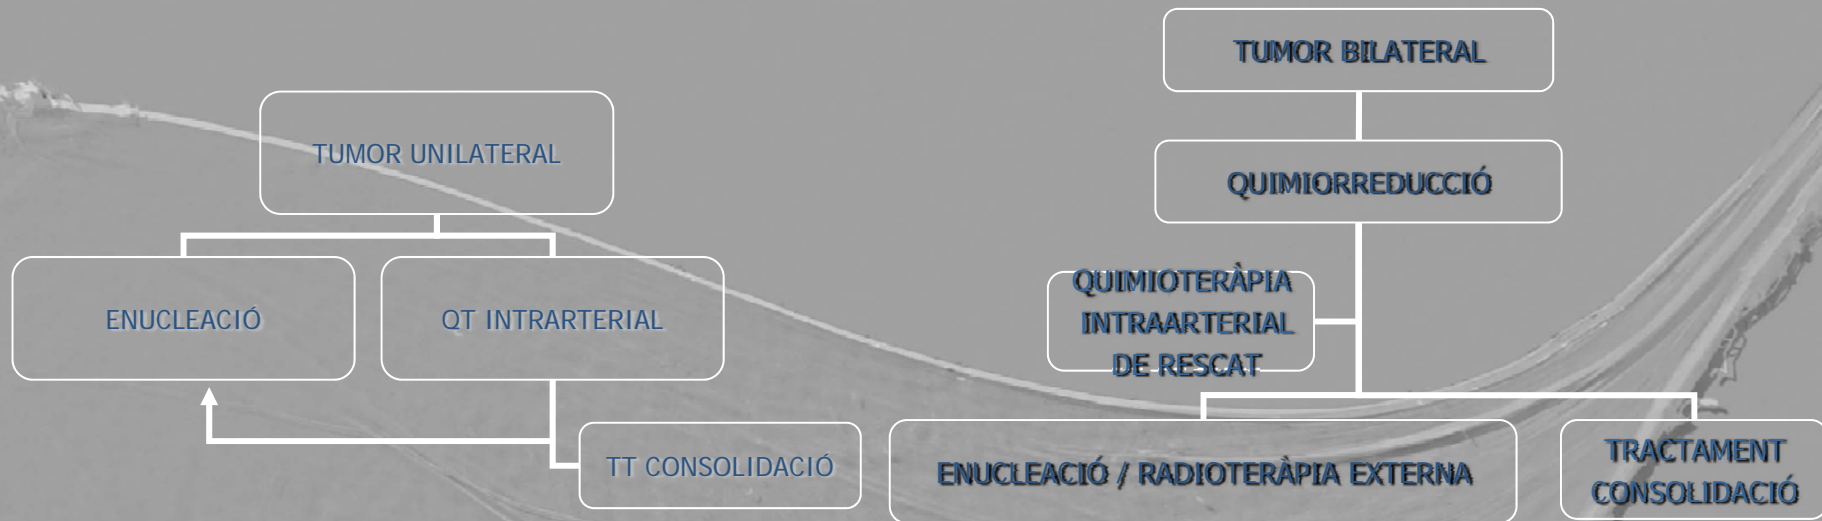 TUMOR UNILATERAL
ENUCLEACIÓ
QT INTRARTERIAL
TT CONSOLIDACIÓ
TUMOR BILATERAL
QUIMIORREDUCCIÓ
QUIMIOTERÀPIA
INTRAARTERIAL
DE RESCAT
ENUCLEACIÓ / RADIOTERÀPIA EXTERNA
TRACTAMENT
CONSOLIDACIÓ